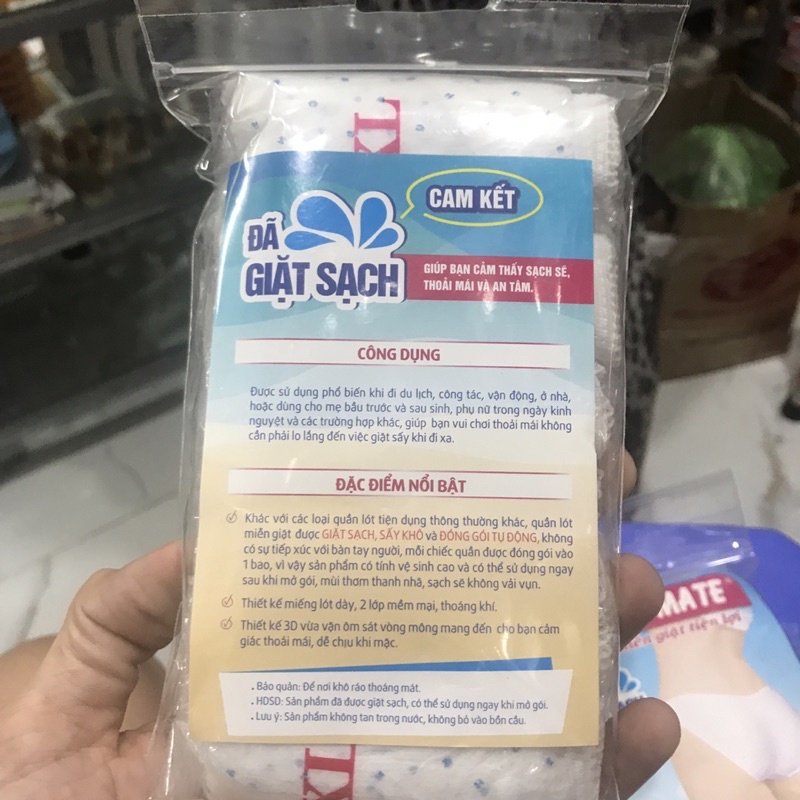 XL
ĐÃ
GIẶT SẠCH
CAM KẾT
GIÚP BẠN CẢM THẤY SẠCH SẼ,
THOẢI MÁI VÀ AN TÂM.
CÔNG DỤNG
Được sử dụng phổ biến khi đi du lịch, công tác, vận động, ở nhà,
hoặc dùng cho mẹ bầu trước và sau sinh, phụ nữ trong ngày kinh
nguyệt và các trường hợp khác, giúp bạn vui chơi thoải mái không
cần phải lo lắng đến việc giặt sấy khi đi xa.
ĐẶC ĐIỂM NỔI BẬT
Khác với các loại quần lót tiện dụng thông thường khác, quần lót
miễn giặt được GIẶT SẠCH, SẤY KHÔ và ĐÓNG GÓI TỰ ĐỘNG, không
có sự tiếp xúc với bàn tay người, mỗi chiếc quần được đóng gói vào
1 bao, vì vậy sản phẩm có tính vệ sinh cao và có thể sử dụng ngay
sau khi mở gói, mùi thơm thanh nhã, sạch sẽ không vải vụn.
Thiết kế miếng lót dày, 2 lớp mềm mại, thoáng khí.
Thiết kế 3D vừa vặn ôm sát vòng mông mang đến cho bạn cảm
giác thoải mái, dễ chịu khi mặc.
. Bảo quản: Để nơi khô ráo thoáng mát.
. HDSD: Sản phẩm đã được giặt sạch, có thể sử dụng ngay khi mở gói.
. Lưu ý: Sản phẩm không tan trong nước, không bỏ vào bồn cầu.
XL
MATE
giặt tiện lợi